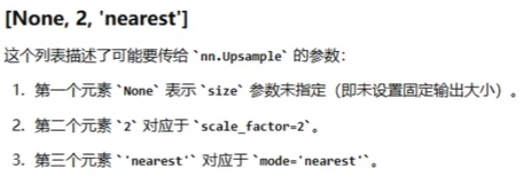 [None, 2, 'nearest']
这个列表描述了可能要传给 `nn.Upsample` 的参数：
1. 第一个元素 `None` 表示 `size` 参数未指定（即未设置固定输出大小）。
2. 第二个元素 `2` 对应于 `scale_factor=2`。
3. 第三个元素 `'nearest'` 对应于 `mode='nearest'`。